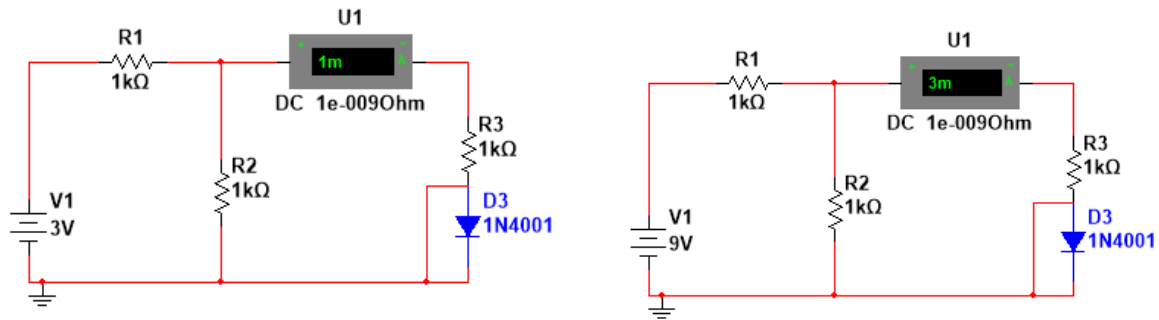 U1
R1
1kΩ
+
1m
-
A
DC 1e-009Ohm
R3
1kΩ
R2
1kΩ
V1
3V
D3
1N4001
U1
R1
1kΩ
+
3m
-
A
DC 1e-009Ohm
R3
1kΩ
R2
1kΩ
V1
9V
D3
1N4001